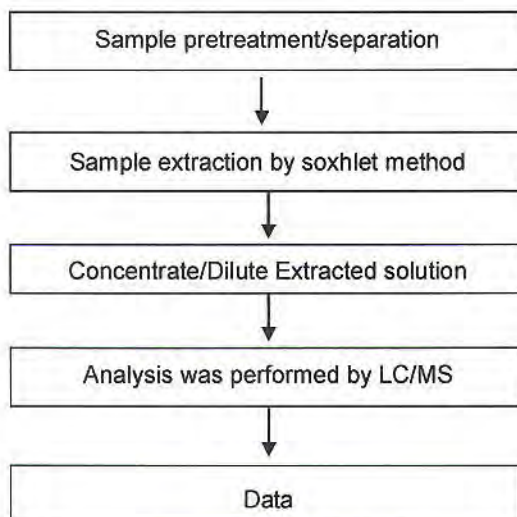 Sample pretreatment/separation
Sample extraction by soxhlet method
Concentrate/Dilute Extracted solution
Analysis was performed by LC/MS
Data